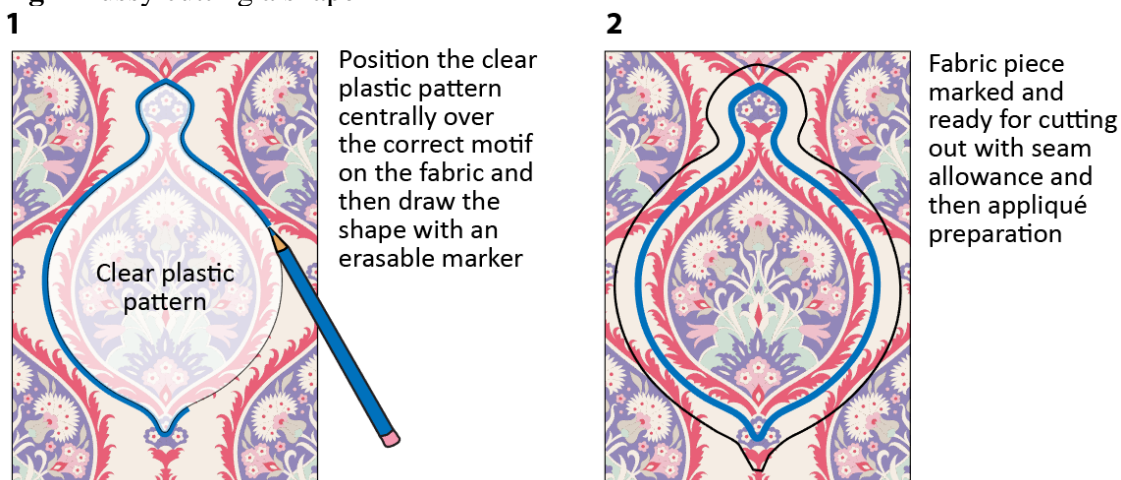 1
Position the clear
plastic pattern
centrally over
the correct motif
on the fabric and
then draw the
shape with an
erasable marker
Clear plastic
pattern
2
Fabric piece
marked and
ready for cutting
out with seam
allowance and
then appliqué
preparation